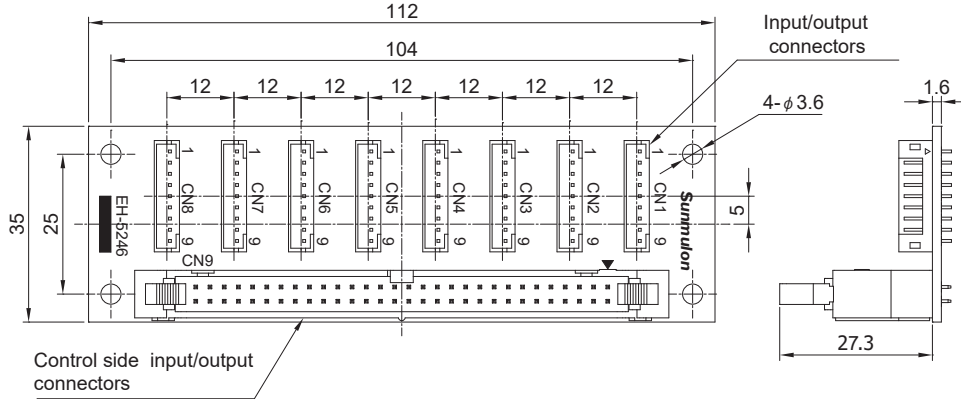 112
104
Input/output
connectors
12 12 12 12 12 12 12
4-φ3.6
1.6
35
25
1 1 1 1 1 1 1 1
CN8 CN7 CN6 CN5 CN4 CN3 CN2 CN1
9 9 9 9 9 9 9 9
EH-5246
Sunmulon
5
CN9
27.3
Control side input/output
connectors